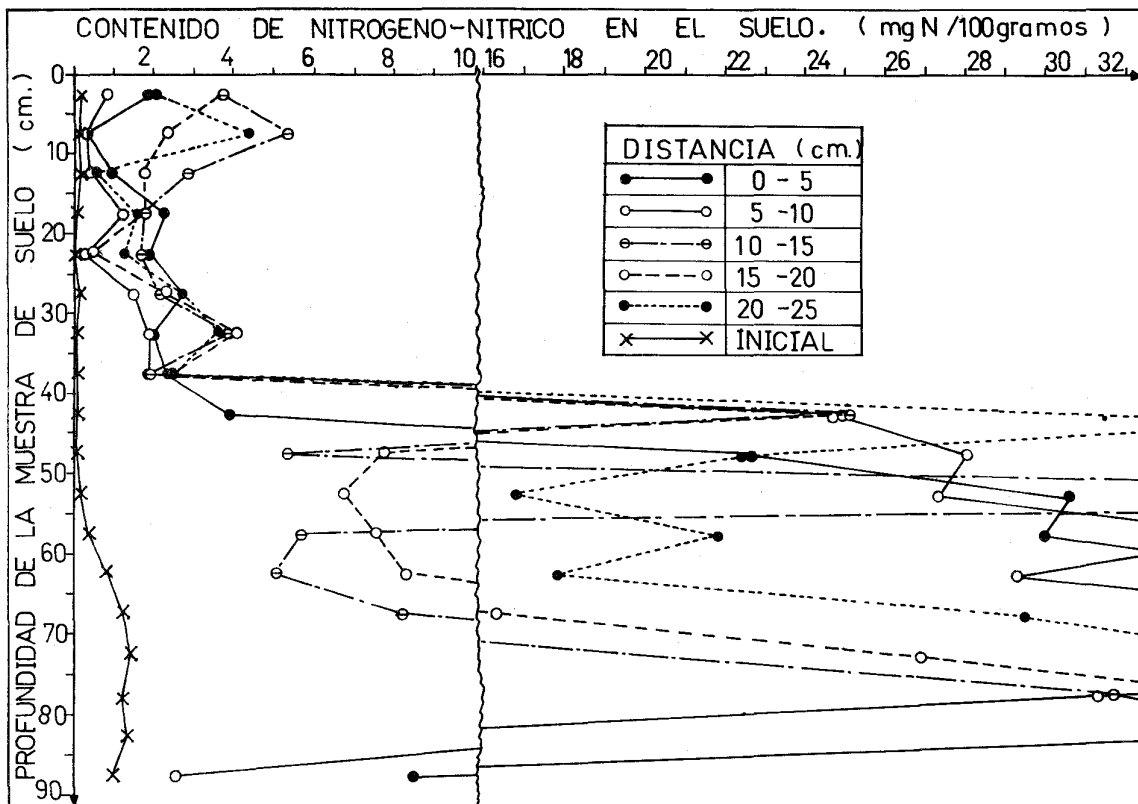 CONTENIDO DE NITROGENO-NITRICO EN EL SUELO. ( mg N/100gramos )
2 4 6 8 10 16 18 20 22 24 26 28 30 32
PROFUNDIDAD DE LA MUESTRA DE SUELO ( cm.)
0
10
20
30
40
50
60
70
80
90
DISTANCIA (cm.)
0 - 5
5 - 10
10 - 15
15 - 20
20 - 25
INICIAL